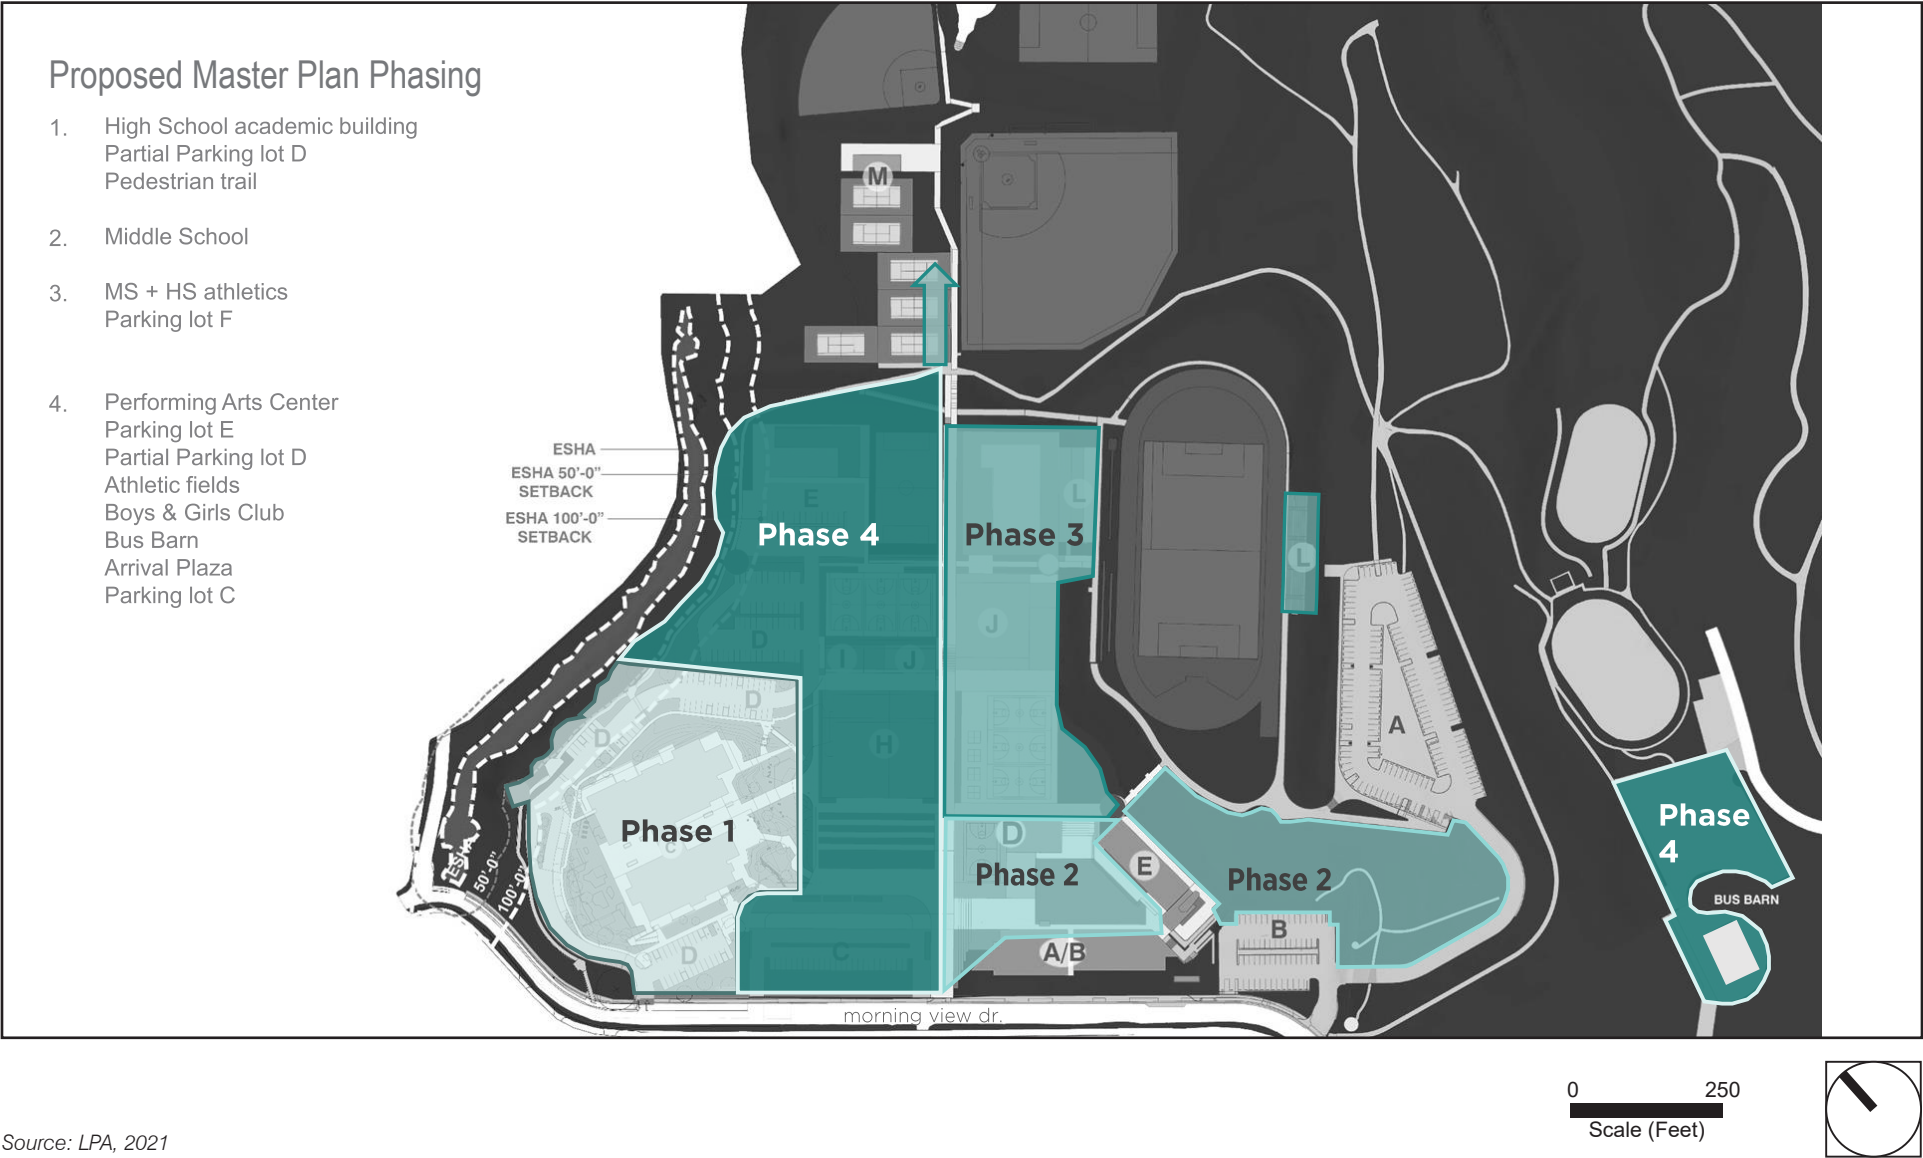 Proposed Master Plan Phasing
1. High School academic building
Partial Parking lot D
Pedestrian trail
2. Middle School
3. MS + HS athletics
Parking lot F
4. Performing Arts Center
Parking lot E
Partial Parking lot D
Athletic fields
Boys & Girls Club
Bus Barn
Arrival Plaza
Parking lot C
M
ESHA
ESHA 50'-0"
SETBACK
ESHA 100'-0"
SETBACK
E
L
Phase 4
Phase 3
L
J
D
I
J
D
D
H
A
Phase 1
C
D
Phase 2
E
Phase 2
Phase
4
BUS BARN
ESHA
50'-0"
100'-0"
D
C
A/B
B
morning view dr.
0 250
Scale (Feet)
Source: LPA, 2021